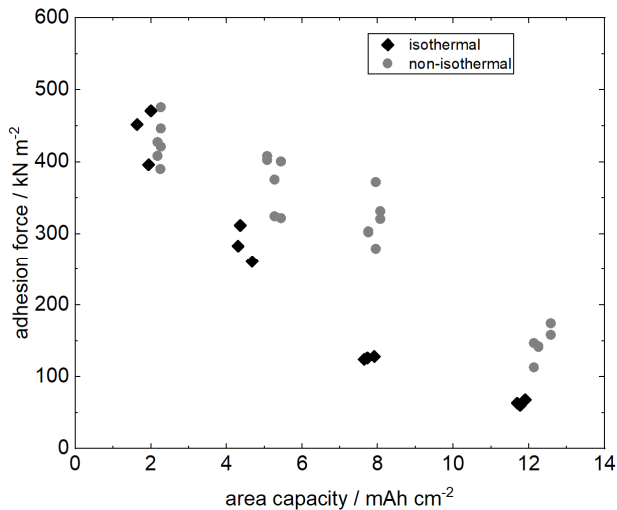 600
500
400
300
200
100
0
adhesion force / kN m-2
isothermal
non-isothermal
0 2 4 6 8 10 12 14
area capacity / mAh cm-2